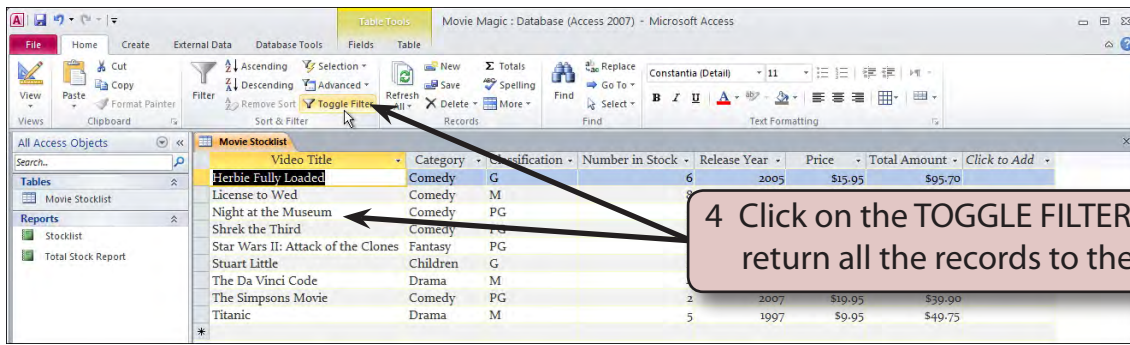 A
Table Tools
Movie Magic : Database (Access 2007) - Microsoft Access
File Home Create External Data Database Tools Fields Table
View
Views
Paste
Cut
Copy
Format Painter
Clipboard
Filter
Ascending
Descending
Remove Sort
Selection
Advanced
Toggle Filter
Sort & Filter
Refresh All
New
Save
Delete
Totals
Spelling
More
Records
Find
Replace
Go To
Select
Find
Constantia (Detail) 11
B I U A
Text Formatting
All Access Objects
Search..
Tables
Movie Stocklist
Reports
Stocklist
Total Stock Report
Movie Stocklist
Video Title Category Classification Number in Stock Release Year Price Total Amount Click to Add
Herbie Fully Loaded Comedy G 6 2005 $15.95 $95.70
License to Wed Comedy M
Night at the Museum Comedy PG
Shrek the Third Comedy PG
Star Wars II: Attack of the Clones Fantasy PG
Stuart Little Children G
The Da Vinci Code Drama M
The Simpsons Movie Comedy PG 2 2007 $19.95 $39.90
Titanic Drama M 5 1997 $9.95 $49.75
4 Click on the TOGGLE FILTER
return all the records to the